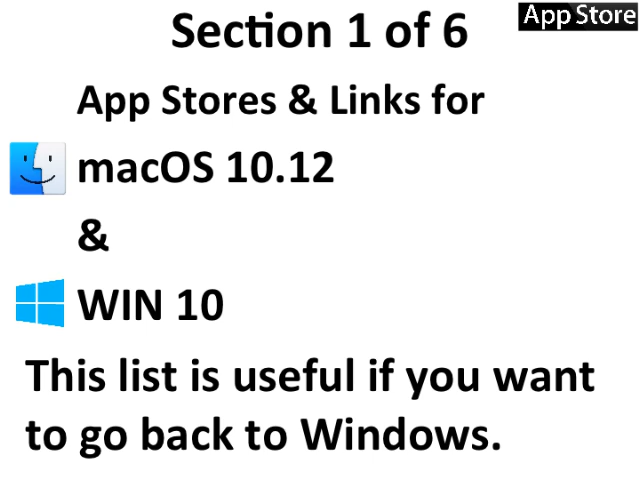 Section 1 of 6
App Store
App Stores & Links for
macOS 10.12
&
WIN 10
This list is useful if you want
to go back to Windows.